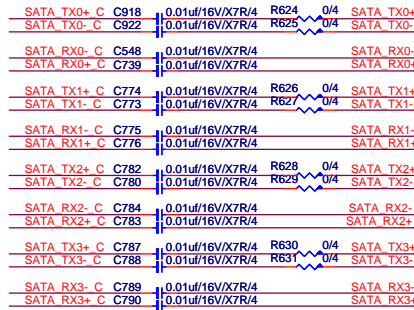 SATA_TX0+_C C918 0.01uf/16V/X7R/4 R624 0/4 SATA_TX0+
SATA_TX0-_C C922 0.01uf/16V/X7R/4 R625 0/4 SATA_TX0-
SATA_RX0-_C C548 0.01uf/16V/X7R/4 SATA_RX0-
SATA_RX0+_C C739 0.01uf/16V/X7R/4 SATA_RX0+
SATA_TX1+_C C774 0.01uf/16V/X7R/4 R626 0/4 SATA_TX1+
SATA_TX1-_C C773 0.01uf/16V/X7R/4 R627 0/4 SATA_TX1-
SATA_RX1-_C C775 0.01uf/16V/X7R/4 SATA_RX1-
SATA_RX1+_C C776 0.01uf/16V/X7R/4 SATA_RX1+
SATA_TX2+_C C782 0.01uf/16V/X7R/4 R628 0/4 SATA_TX2+
SATA_TX2-_C C780 0.01uf/16V/X7R/4 R629 0/4 SATA_TX2-
SATA_RX2-_C C784 0.01uf/16V/X7R/4 SATA_RX2-
SATA_RX2+_C C783 0.01uf/16V/X7R/4 SATA_RX2+
SATA_TX3+_C C787 0.01uf/16V/X7R/4 R630 0/4 SATA_TX3+
SATA_TX3-_C C788 0.01uf/16V/X7R/4 R631 0/4 SATA_TX3-
SATA_RX3-_C C789 0.01uf/16V/X7R/4 SATA_RX3-
SATA_RX3+_C C790 0.01uf/16V/X7R/4 SATA_RX3+